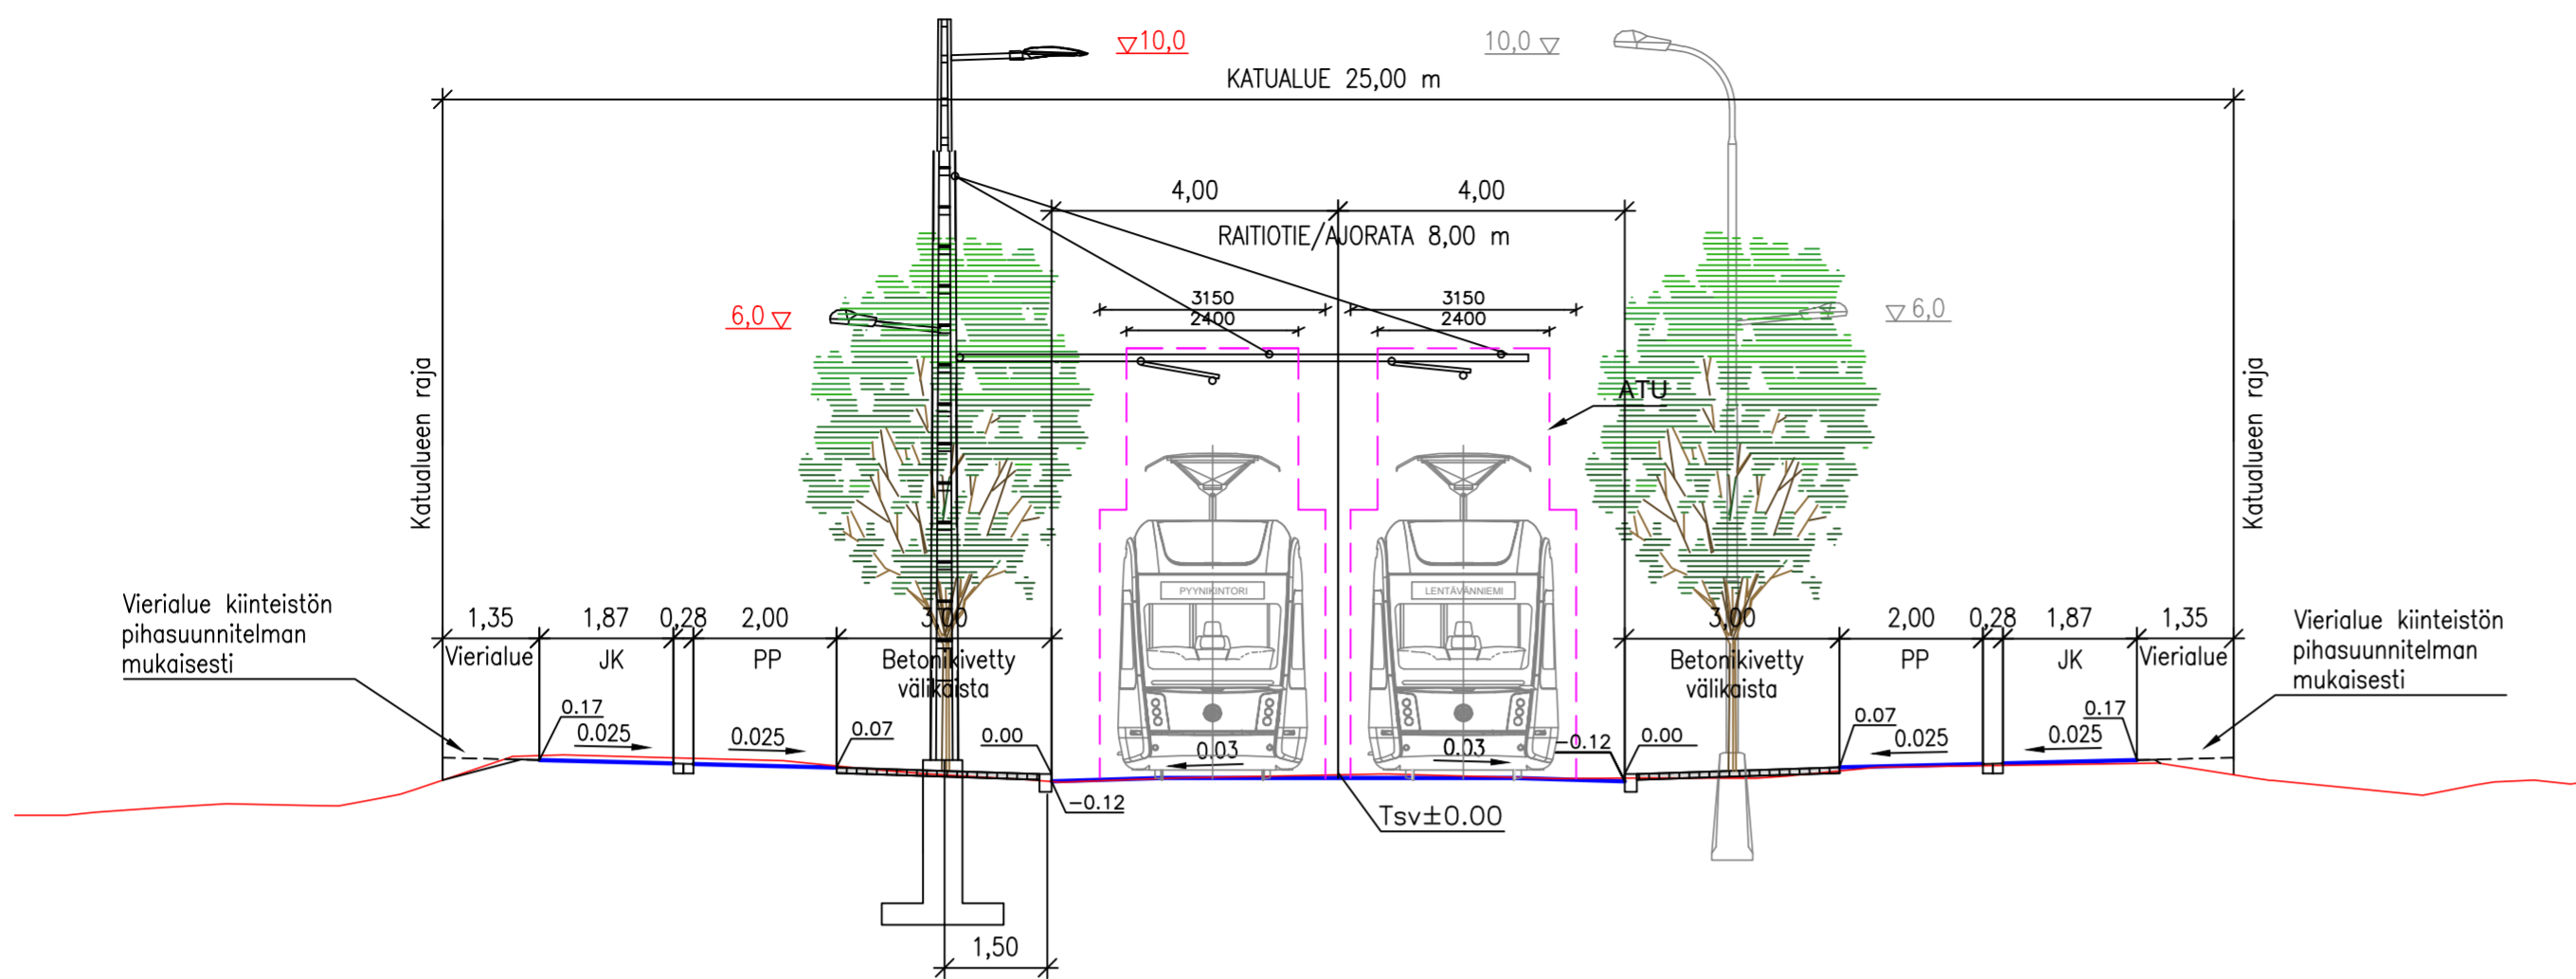 10,0
10,0
KATUALUE 25,00 m
4,00
4,00
RAITIOTIE/AJORATA 8,00 m
3150
3150
2400
2400
6,0
6,0
Katualueen raja
Katualueen raja
ATU
PYYNIKINTORI
LENTÄVÄNNIEMI
Vierialue kiinteistön
pihasuunnitelman
mukaisesti
1,35
1,87
0,28
2,00
3,00
3,00
2,00
0,28
1,87
1,35
Vierialue kiinteistön
pihasuunnitelman
mukaisesti
Vierialue
JK
PP
Betonikivetty
välikaista
Betonikivetty
välikaista
PP
JK
Vierialue
0.17
0.025
0.025
0.07
0.00
0.03
0.03
-0.12
0.00
0.07
0.025
0.17
0.025
-0.12
Tsv±0.00
1,50